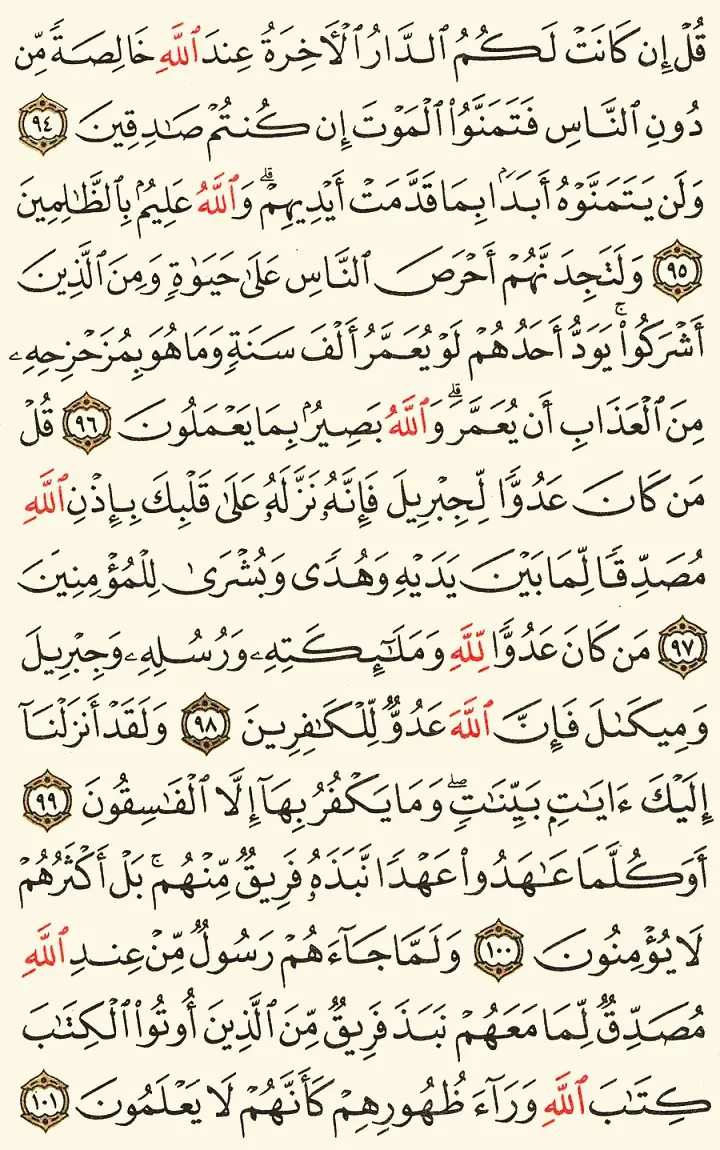 قُلۡ إِن كَانَتۡ لَكُمُ ٱلدَّارُ ٱلۡأٓخِرَةُ عِندَ ٱللَّهِ خَالِصَةٗ مِّن
دُونِ ٱلنَّاسِ فَتَمَنَّوُاْ ٱلۡمَوۡتَ إِن كُنتُمۡ صَٰدِقِينَ ٩٤
وَلَن يَتَمَنَّوۡهُ أَبَدَۢا بِمَا قَدَّمَتۡ أَيۡدِيهِمۡۚ وَٱللَّهُ عَلِيمُۢ بِٱلظَّٰلِمِينَ
٩٥ وَلَتَجِدَنَّهُمۡ أَحۡرَصَ ٱلنَّاسِ عَلَىٰ حَيَوٰةٖ وَمِنَ ٱلَّذِينَ
أَشۡرَكُواْۚ يَوَدُّ أَحَدُهُمۡ لَوۡ يُعَمَّرُ أَلۡفَ سَنَةٖ وَمَا هُوَ بِمُزَحۡزِحِهِۦ
مِنَ ٱلۡعَذَابِ أَن يُعَمَّرَۗ وَٱللَّهُ بَصِيرُۢ بِمَا يَعۡمَلُونَ ٩٦ قُلۡ
مَن كَانَ عَدُوّٗا لِّجِبۡرِيلَ فَإِنَّهُۥ نَزَّلَهُۥ عَلَىٰ قَلۡبِكَ بِإِذۡنِ ٱللَّهِ
مُصَدِّقٗا لِّمَا بَيۡنَ يَدَيۡهِ وَهُدٗى وَبُشۡرَىٰ لِلۡمُؤۡمِنِينَ
٩٧ مَن كَانَ عَدُوّٗا لِّلَّهِ وَمَلَٰٓئِكَتِهِۦ وَرُسُلِهِۦ وَجِبۡرِيلَ
وَمِيكَىٰلَ فَإِنَّ ٱللَّهَ عَدُوّٞ لِّلۡكَٰفِرِينَ ٩٨ وَلَقَدۡ أَنزَلۡنَآ
إِلَيۡكَ ءَايَٰتِۭ بَيِّنَٰتٖۖ وَمَا يَكۡفُرُ بِهَآ إِلَّا ٱلۡفَٰسِقُونَ ٩٩
أَوَكُلَّمَا عَٰهَدُواْ عَهۡدٗا نَّبَذَهُۥ فَرِيقٞ مِّنۡهُمۚ بَلۡ أَكۡثَرُهُمۡ
لَا يُؤۡمِنُونَ ١٠٠ وَلَمَّا جَآءَهُمۡ رَسُولٞ مِّنۡ عِندِ ٱللَّهِ
مُصَدِّقٞ لِّمَا مَعَهُمۡ نَبَذَ فَرِيقٞ مِّنَ ٱلَّذِينَ أُوتُواْ ٱلۡكِتَٰبَ
كِتَٰبَ ٱللَّهِ وَرَآءَ ظُهُورِهِمۡ كَأَنَّهُمۡ لَا يَعۡلَمُونَ ١٠١